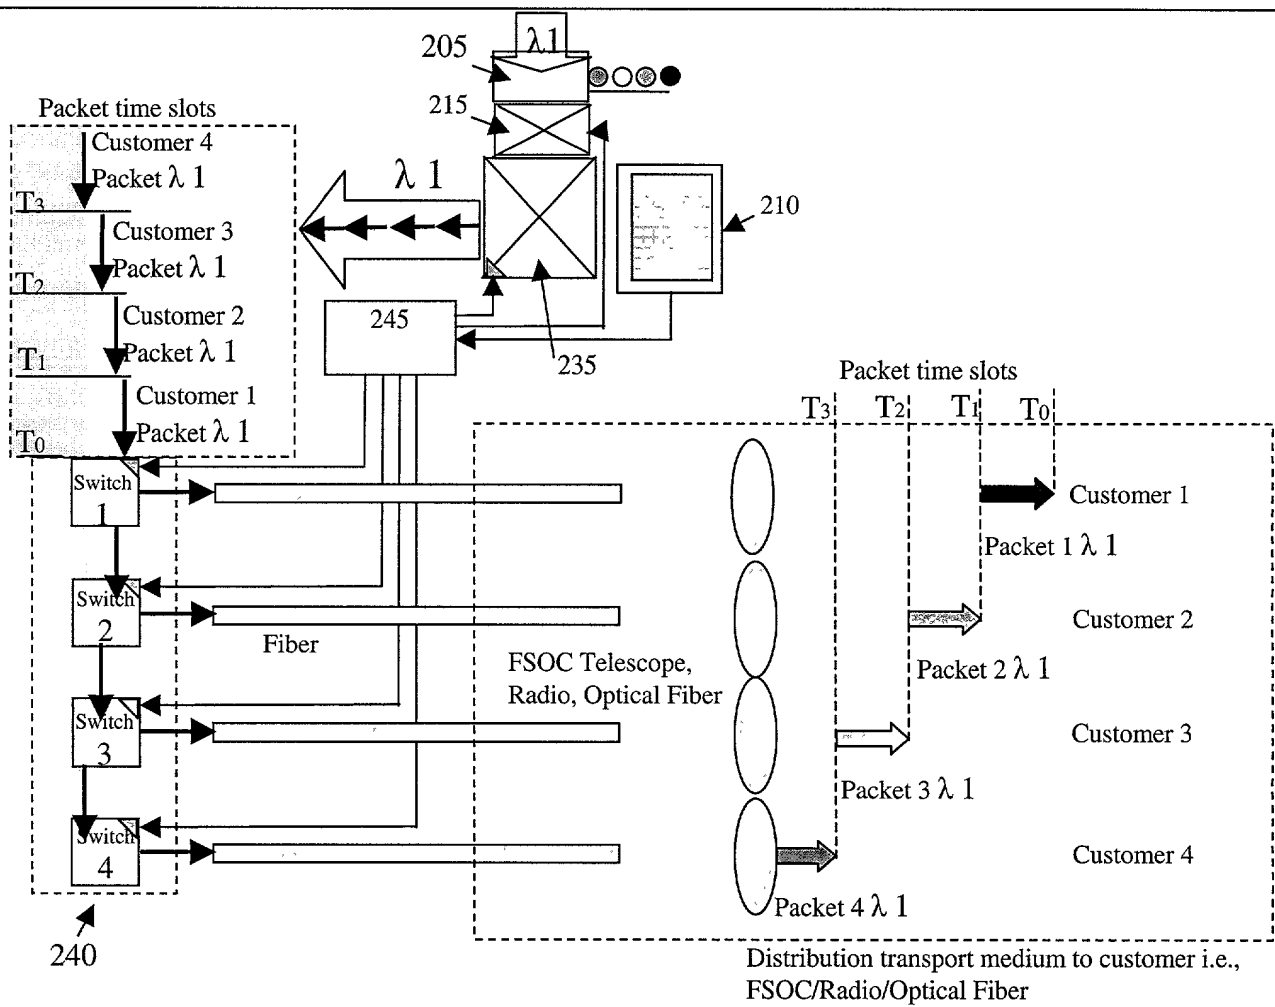 λ1
205
215
Packet time slots
Customer 4
Packet λ 1
T3
Customer 3
Packet λ 1
T2
Customer 2
Packet λ 1
T1
Customer 1
Packet λ 1
T0
λ 1
210
245
235
Packet time slots
T3 T2 T1 T0
Switch
1
Customer 1
Packet 1 λ 1
Switch
2
Fiber
Customer 2
FSOC Telescope,
Radio, Optical Fiber
Packet 2 λ 1
Switch
3
Customer 3
Packet 3 λ 1
Switch
4
Customer 4
Packet 4 λ 1
240
Distribution transport medium to customer i.e.,
FSOC/Radio/Optical Fiber